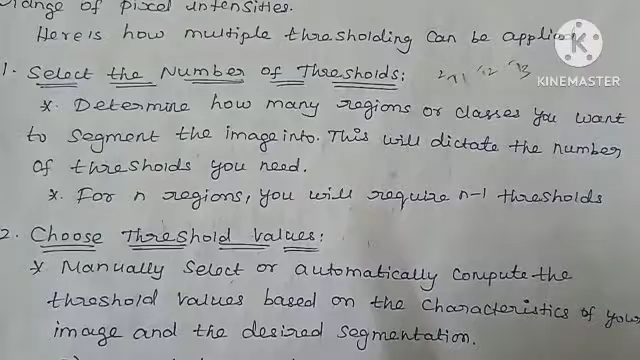 range of pixel intensities.
Here is how multiple thresholding can be applied
KINEMASTER
1. Select the Number of Thresholds:
* Determine how many regions or classes you want
to segment the image into. This will dictate the number
of thresholds you need.
* For n regions, you will require n-1 thresholds
2. Choose Threshold values:
* Manually select or automatically compute the
threshold values based on the characteristics of your
image and the desired segmentation.